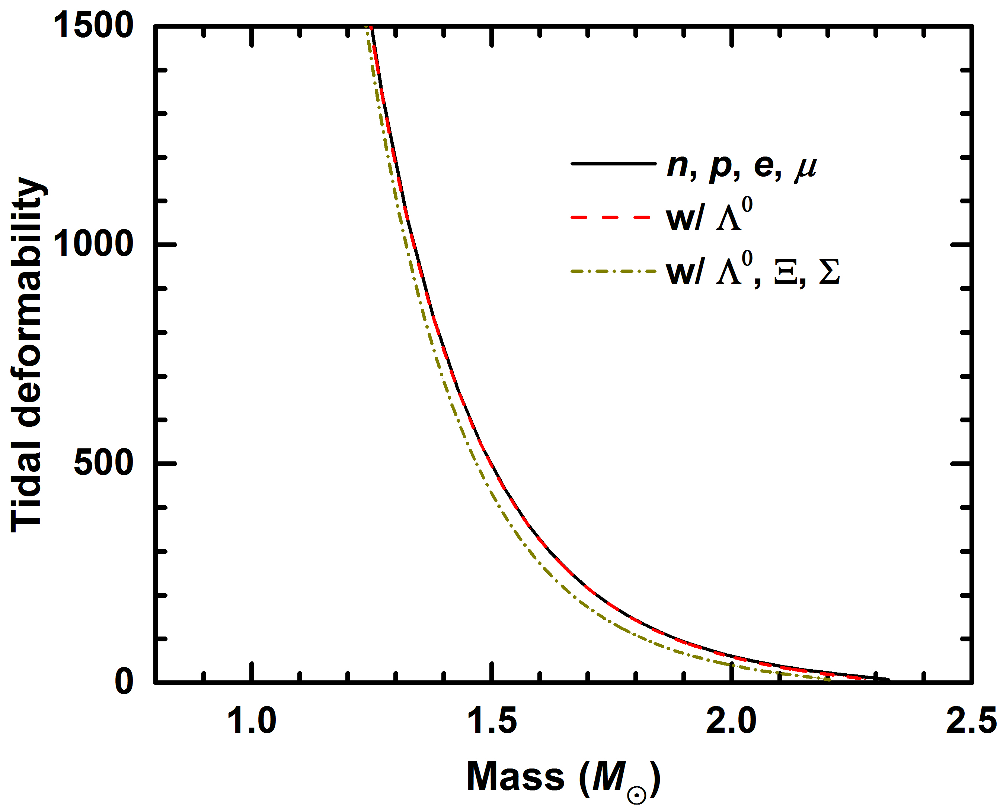 1500
1000
500
0
Tidal deformability
n, p, e, μ
w/ Λ⁰
w/ Λ⁰, Ξ, Σ
1.0 1.5 2.0 2.5
Mass (M☉)